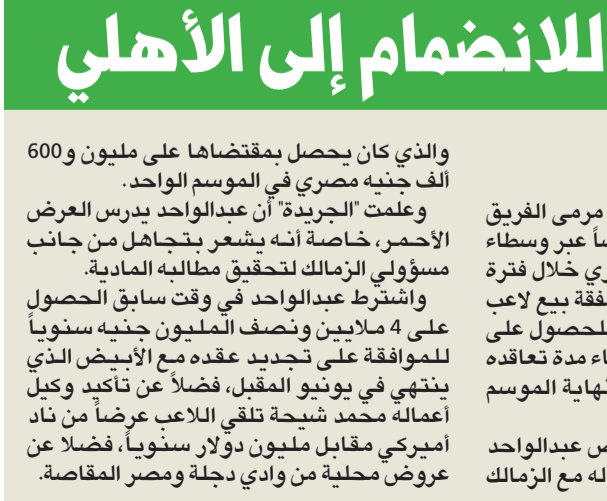 للانضمام إلى الأهلي
مرمى الفريق
عبر وسطاء
خلال فترة
بيع لاعب
للحصول على
مدة تعاقده
نهاية الموسم
عبدالواحد
مع الزمالك
والذي كان يحصل بمقتضاها على مليون و600
ألف جنيه مصري في الموسم الواحد.
وعلمت "الجريدة" أن عبدالواحد يدرس العرض
الأحمر، خاصة أنه يشعر بتجاهل من جانب
مسؤولي الزمالك لتحقيق مطالبه المادية.
واشترط عبدالواحد في وقت سابق الحصول
على 4 ملايين ونصف المليون جنيه سنوياً
للموافقة على تجديد عقده مع الأبيض الذي
ينتهي في يونيو المقبل، فضلاً عن تأكيد وكيل
أعماله محمد شيحة تلقي اللاعب عرضاً من ناد
أميركي مقابل مليون دولار سنوياً، فضلا عن
عروض محلية من وادي دجلة ومصر المقاصة.